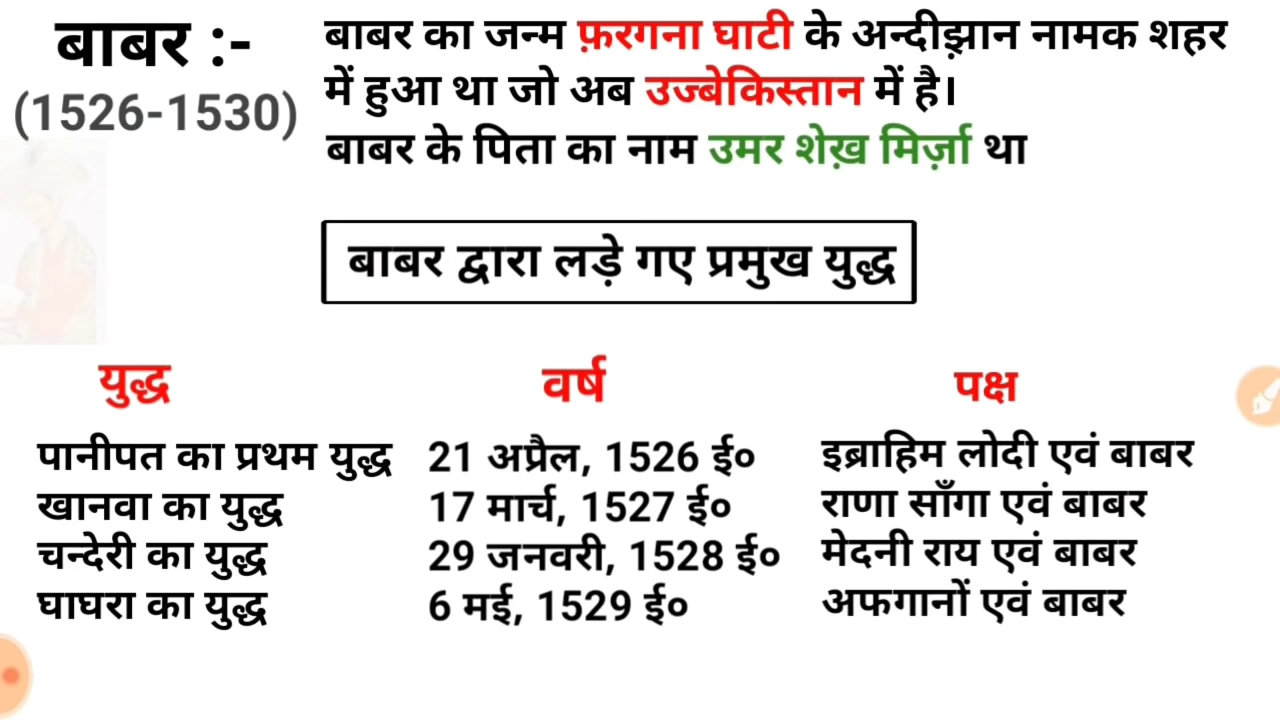 बाबर :-
(1526-1530)
बाबर का जन्म फ़रगना घाटी के अन्दीझ़ान नामक शहर
में हुआ था जो अब उज्बेकिस्तान में है।
बाबर के पिता का नाम उमर शेख़ मिर्ज़ा था
बाबर द्वारा लड़े गए प्रमुख युद्ध
युद्ध वर्ष पक्ष
पानीपत का प्रथम युद्ध 21 अप्रैल, 1526 ई० इब्राहिम लोदी एवं बाबर
खानवा का युद्ध 17 मार्च, 1527 ई० राणा साँगा एवं बाबर
चन्देरी का युद्ध 29 जनवरी, 1528 ई० मेदनी राय एवं बाबर
घाघरा का युद्ध 6 मई, 1529 ई० अफगानों एवं बाबर